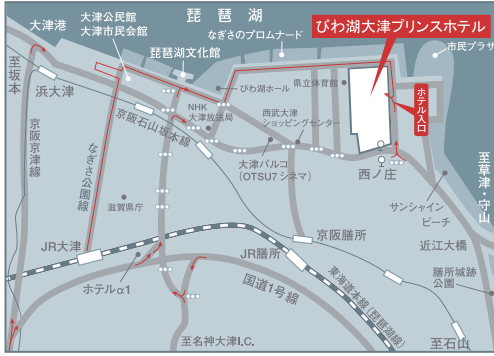 琵琶湖
大津港
大津公民館
大津市民会館
琵琶湖文化館
なぎさのプロムナード
びわ湖大津プリンスホテル
市民プラザ
至坂本
浜大津
びわ湖ホール
県立体育館
ホテル入口
NHK
大津放送局
西武大津
ショッピングセンター
京阪石山坂本線
京阪京津線
なぎさ公園線
大津パルコ
(OTSU7シネマ)
西ノ庄
至草津・守山
滋賀県庁
サンシャイン
ビーチ
京阪膳所
近江大橋
JR大津
JR膳所
膳所城跡
公園
ホテルα1
国道1号線
東海道本線(琵琶湖線)
至名神大津I.C.
至石山